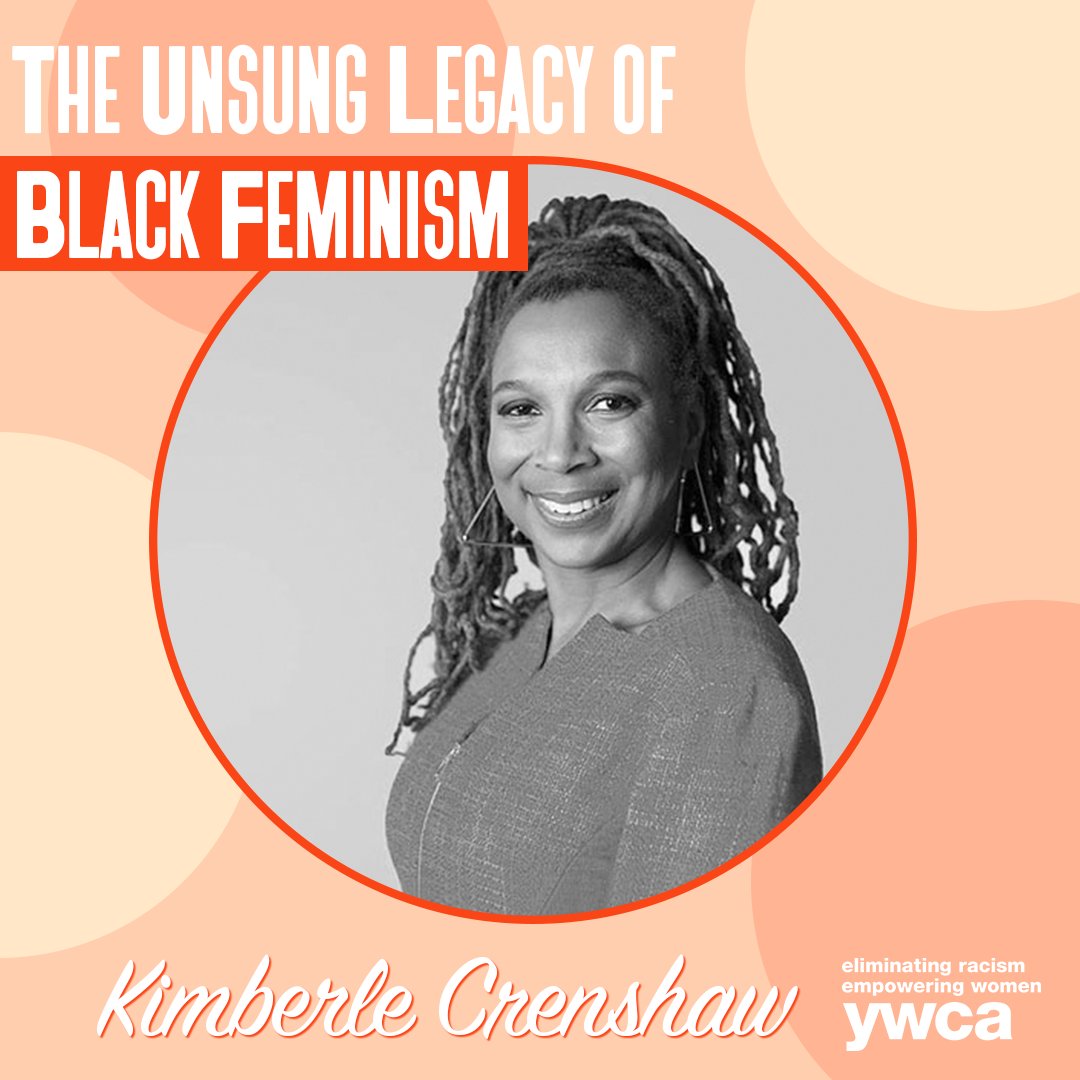 The Unsung Legacy of
Black Feminism
Kimberle Crenshaw
eliminating racism
empowering women
ywca